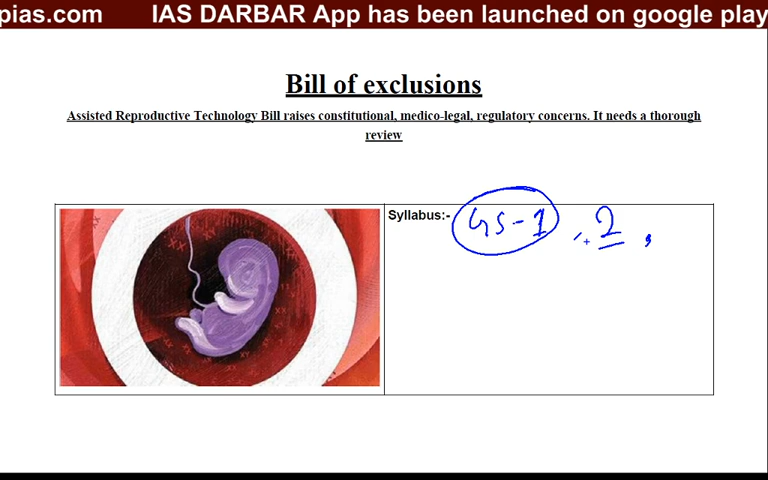 pias.com IAS DARBAR App has been launched on google play
Bill of exclusions
Assisted Reproductive Technology Bill raises constitutional, medico-legal, regulatory concerns. It needs a thorough
review
Syllabus:- GS-1, 2,